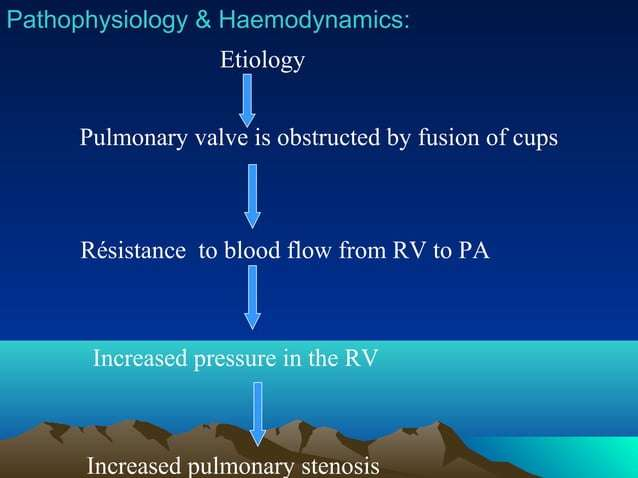 Pathophysiology & Haemodynamics:
Etiology
Pulmonary valve is obstructed by fusion of cups
Résistance to blood flow from RV to PA
Increased pressure in the RV
Increased pulmonary stenosis